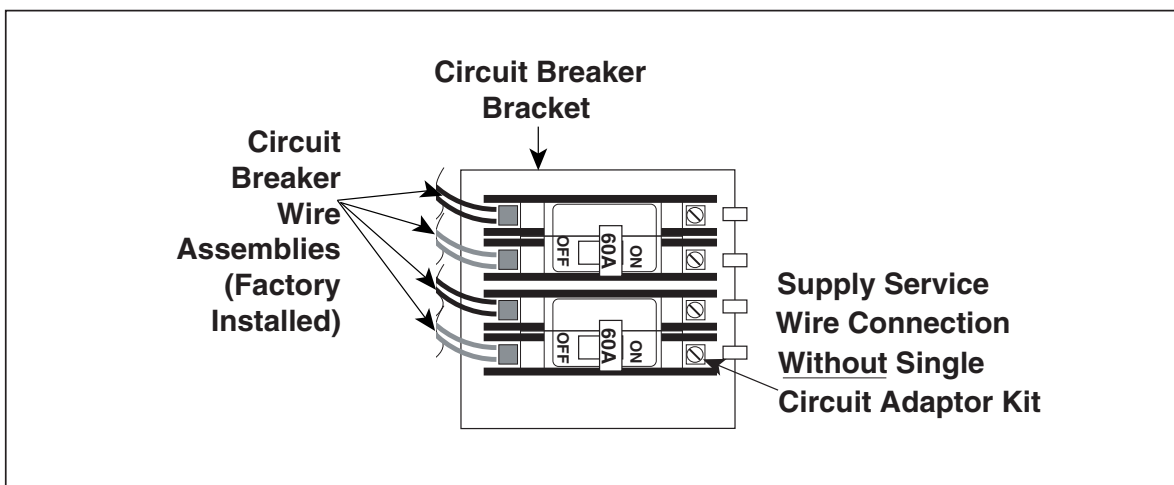 Circuit Breaker
Bracket
Circuit
Breaker
Wire
Assemblies
(Factory
Installed)
OFF
60A
ON
OFF
60A
ON
Supply Service
Wire Connection
Without Single
Circuit Adaptor Kit